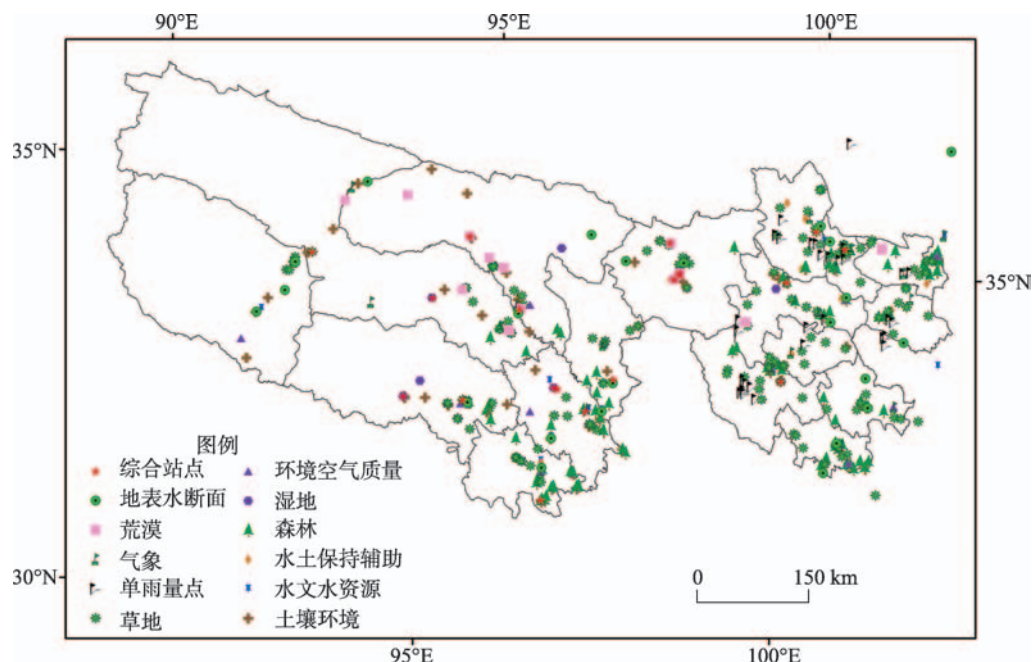 90°E 95°E 100°E
35°N
35°N
图例
综合站点 环境空气质量
地表水断面 湿地
荒漠 森林
气象 水土保持辅助
单雨量点 水文水资源
草地 土壤环境
30°N 30°N
0 150 km
95°E 100°E